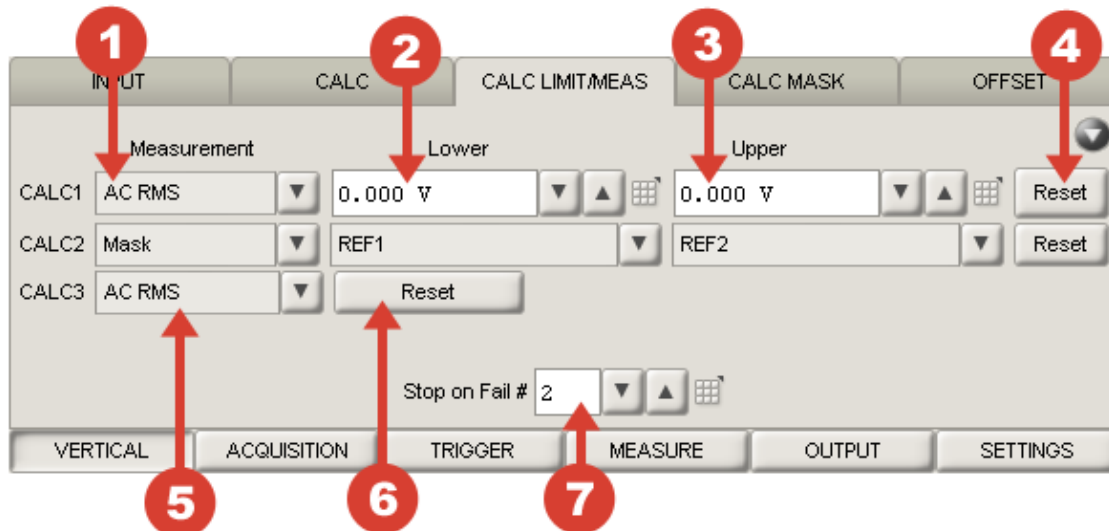 1 2 3 4
INPUT CALC CALC LIMIT/MEAS CALC MASK OFFSET
Measurement Lower Upper
CALC1 AC RMS 0.000 V 0.000 V Reset
CALC2 Mask REF1 REF2 Reset
CALC3 AC RMS Reset
Stop on Fail # 2
VERTICAL ACQUISITION TRIGGER MEASURE OUTPUT SETTINGS
5 6 7